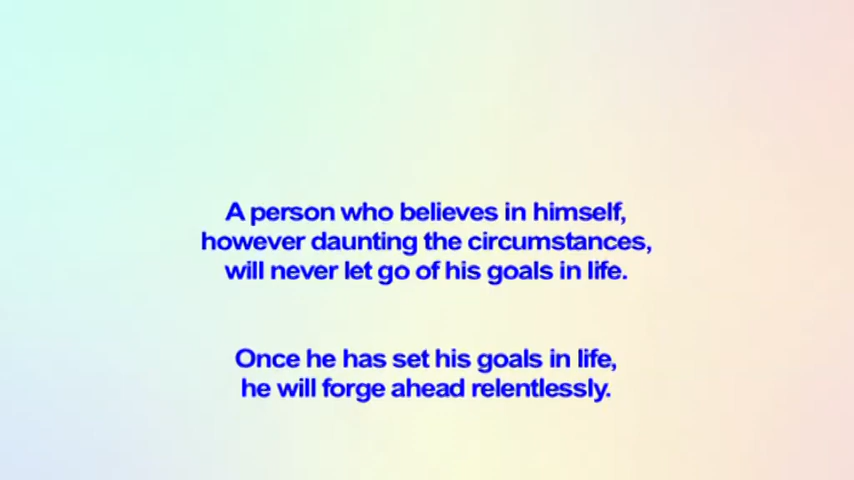 A person who believes in himself,
however daunting the circumstances,
will never let go of his goals in life.
Once he has set his goals in life,
he will forge ahead relentlessly.